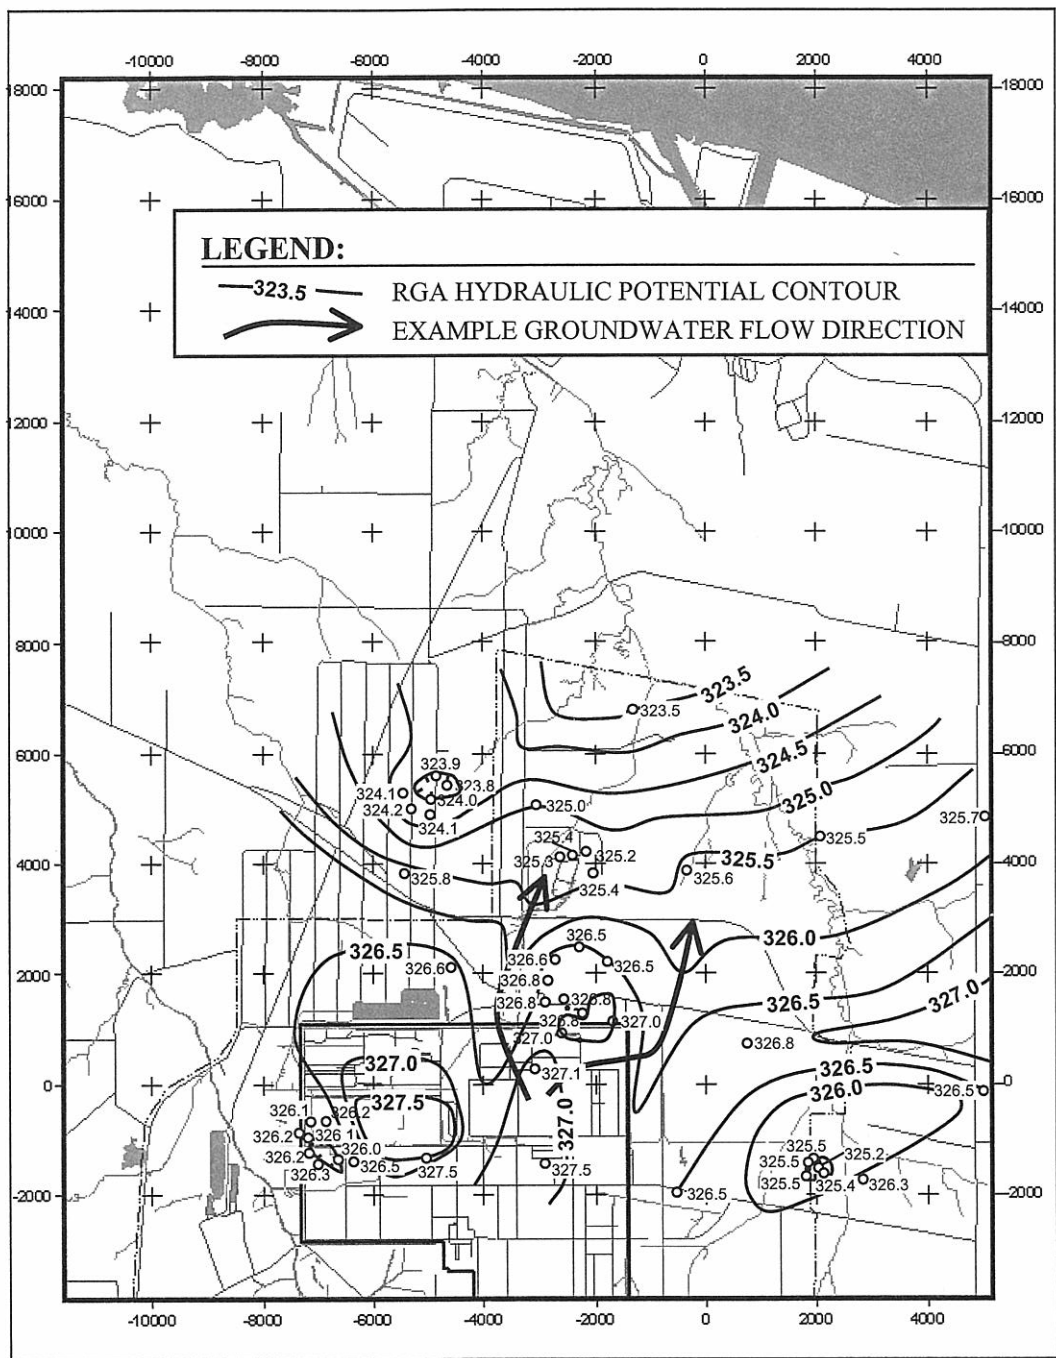 -10000 -8000 -6000 -4000 -2000 0 2000 4000
18000 18000
16000 16000
LEGEND:
323.5 RGA HYDRAULIC POTENTIAL CONTOUR
EXAMPLE GROUNDWATER FLOW DIRECTION
14000 14000
12000 12000
10000 10000
8000 8000
323.5
323.5
324.0
6000 6000
324.5
323.9
324.1 323.8
324.2 324.0 325.0 325.0
324.1 325.7
325.4 325.5
325.3 325.2 325.5
4000 4000
325.8 325.4 325.6
326.5 326.5 326.0
326.6 326.6 326.5
2000 2000
326.8 326.8 326.5 327.0
326.8 327.0
327.0 326.8
327.0 327.1 326.5
0 0
327.5 326.0 326.5
326.1 326.2 327.0
326.2 326.1
326.0 325.5 325.2
326.2 326.5 327.5 327.5 325.5
326.3 325.5 325.4 326.3
-2000 326.5 -2000
-10000 -8000 -6000 -4000 -2000 0 2000 4000